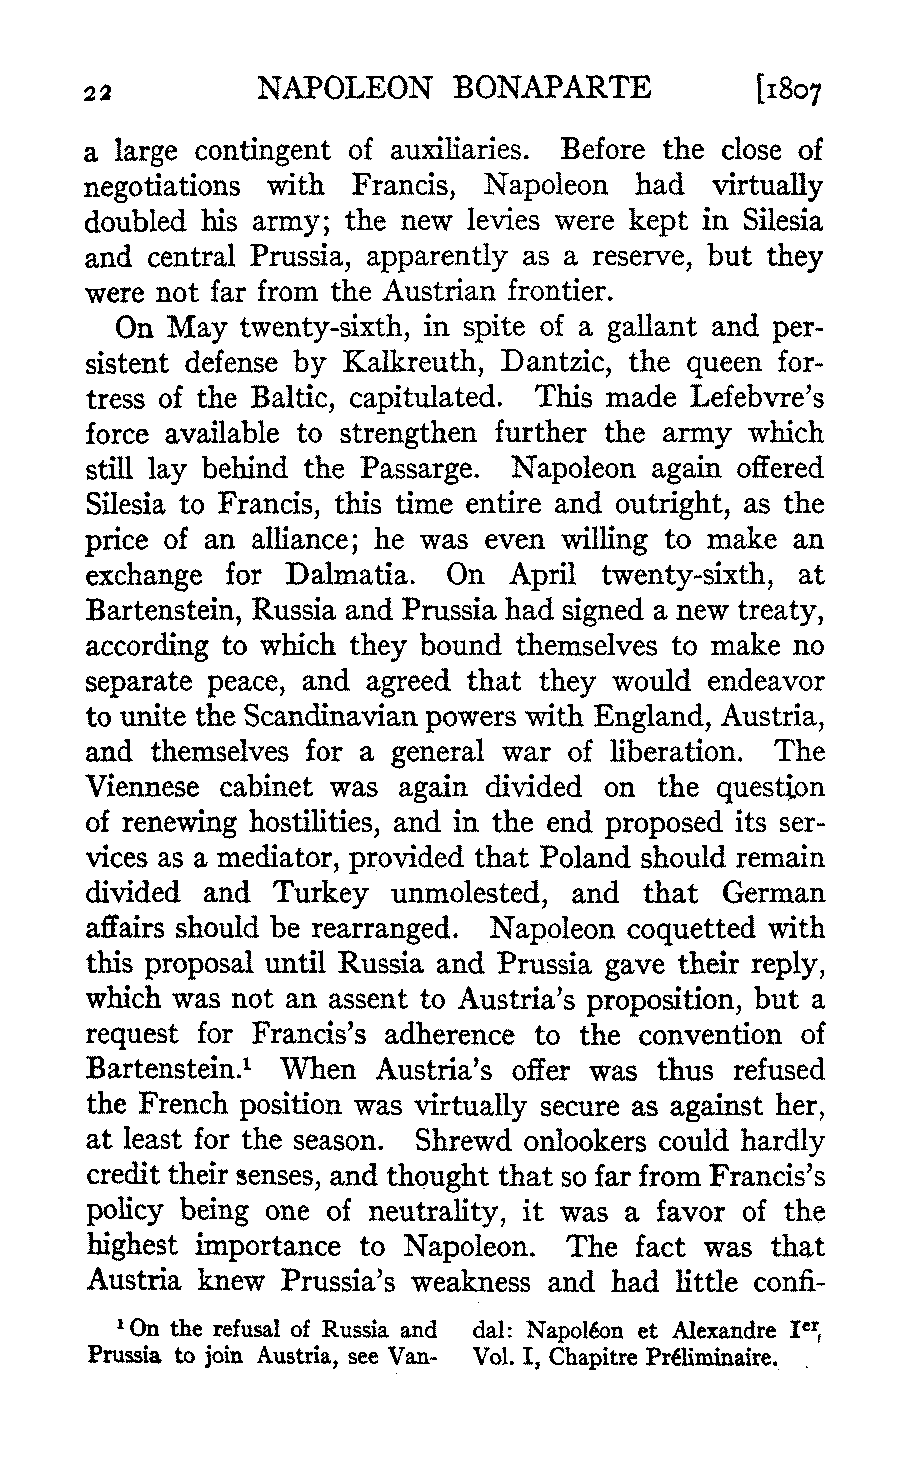 22 NAPOLEON BONAPARTE [1807
a large contingent of auxiliaries. Before the close of
negotiations with Francis, Napoleon had virtually
doubled his army; the new levies were kept in Silesia
and central Prussia, apparently as a reserve, but they
were not far from the Austrian frontier.
On May twenty-sixth, in spite of a gallant and per-
sistent defense by Kalkreuth, Dantzic, the queen for-
tress of the Baltic, capitulated. This made Lefebvre's
force available to strengthen further the army which
still lay behind the Passarge. Napoleon again offered
Silesia to Francis, this time entire and outright, as the
price of an alliance; he was even willing to make an
exchange for Dalmatia. On April twenty-sixth, at
Bartenstein, Russia and Prussia had signed a new treaty,
according to which they bound themselves to make no
separate peace, and agreed that they would endeavor
to unite the Scandinavian powers with England, Austria,
and themselves for a general war of liberation. The
Viennese cabinet was again divided on the question
of renewing hostilities, and in the end proposed its ser-
vices as a mediator, provided that Poland should remain
divided and Turkey unmolested, and that German
affairs should be rearranged. Napoleon coquetted with
this proposal until Russia and Prussia gave their reply,
which was not an assent to Austria's proposition, but a
request for Francis's adherence to the convention of
Bartenstein.¹ When Austria's offer was thus refused
the French position was virtually secure as against her,
at least for the season. Shrewd onlookers could hardly
credit their senses, and thought that so far from Francis's
policy being one of neutrality, it was a favor of the
highest importance to Napoleon. The fact was that
Austria knew Prussia's weakness and had little confi-
¹ On the refusal of Russia and
Prussia to join Austria, see Van-
dal: Napoléon et Alexandre Iᵉʳ,
Vol. I, Chapitre Préliminaire.